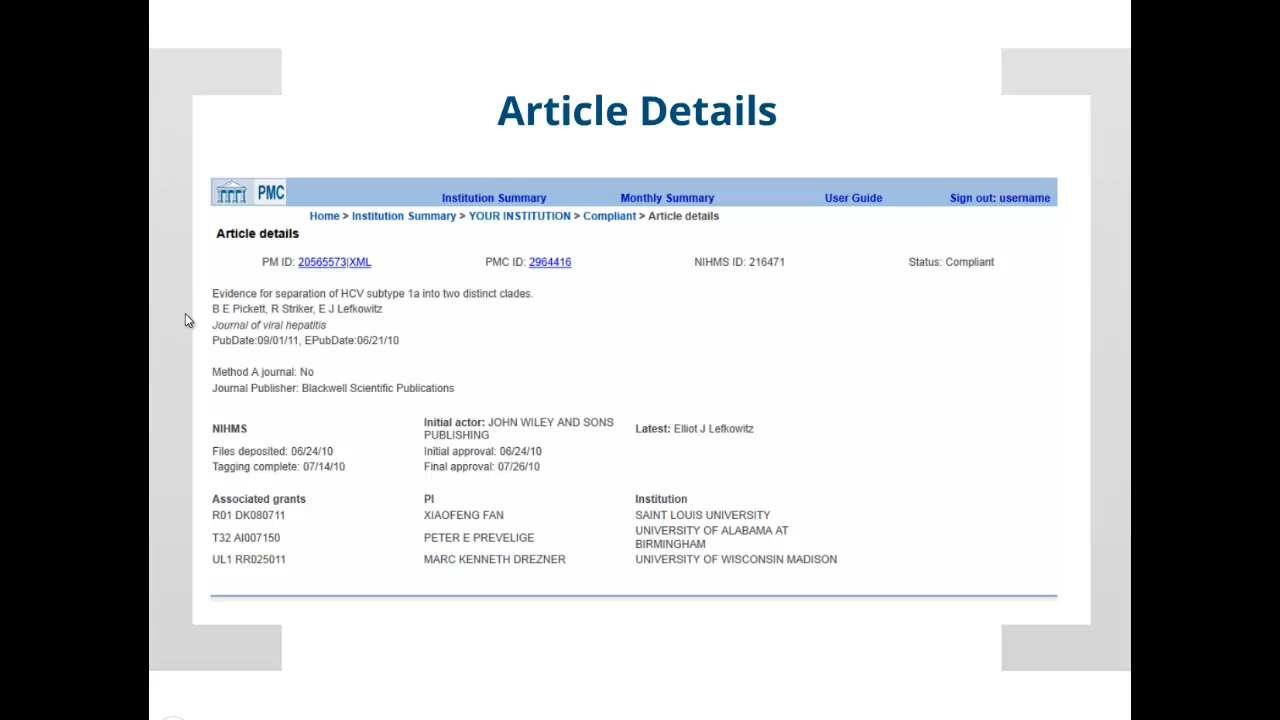 Article Details
PMC
Institution Summary Monthly Summary User Guide Sign out: username
Home > Institution Summary > YOUR INSTITUTION > Compliant > Article details
Article details
PM ID: 20565573|XML PMC ID: 2964416 NIHMS ID: 216471 Status: Compliant
Evidence for separation of HCV subtype 1a into two distinct clades.
B E Pickett, R Striker, E J Lefkowitz
Journal of viral hepatitis
PubDate:09/01/11, EPubDate:06/21/10
Method A journal: No
Journal Publisher: Blackwell Scientific Publications
NIHMS Initial actor: JOHN WILEY AND SONS PUBLISHING Latest: Elliot J Lefkowitz
Files deposited: 06/24/10 Initial approval: 06/24/10
Tagging complete: 07/14/10 Final approval: 07/26/10
Associated grants PI Institution
R01 DK080711 XIAOFENG FAN SAINT LOUIS UNIVERSITY
T32 AI007150 PETER E PREVELIGE UNIVERSITY OF ALABAMA AT BIRMINGHAM
UL1 RR025011 MARC KENNETH DREZNER UNIVERSITY OF WISCONSIN MADISON